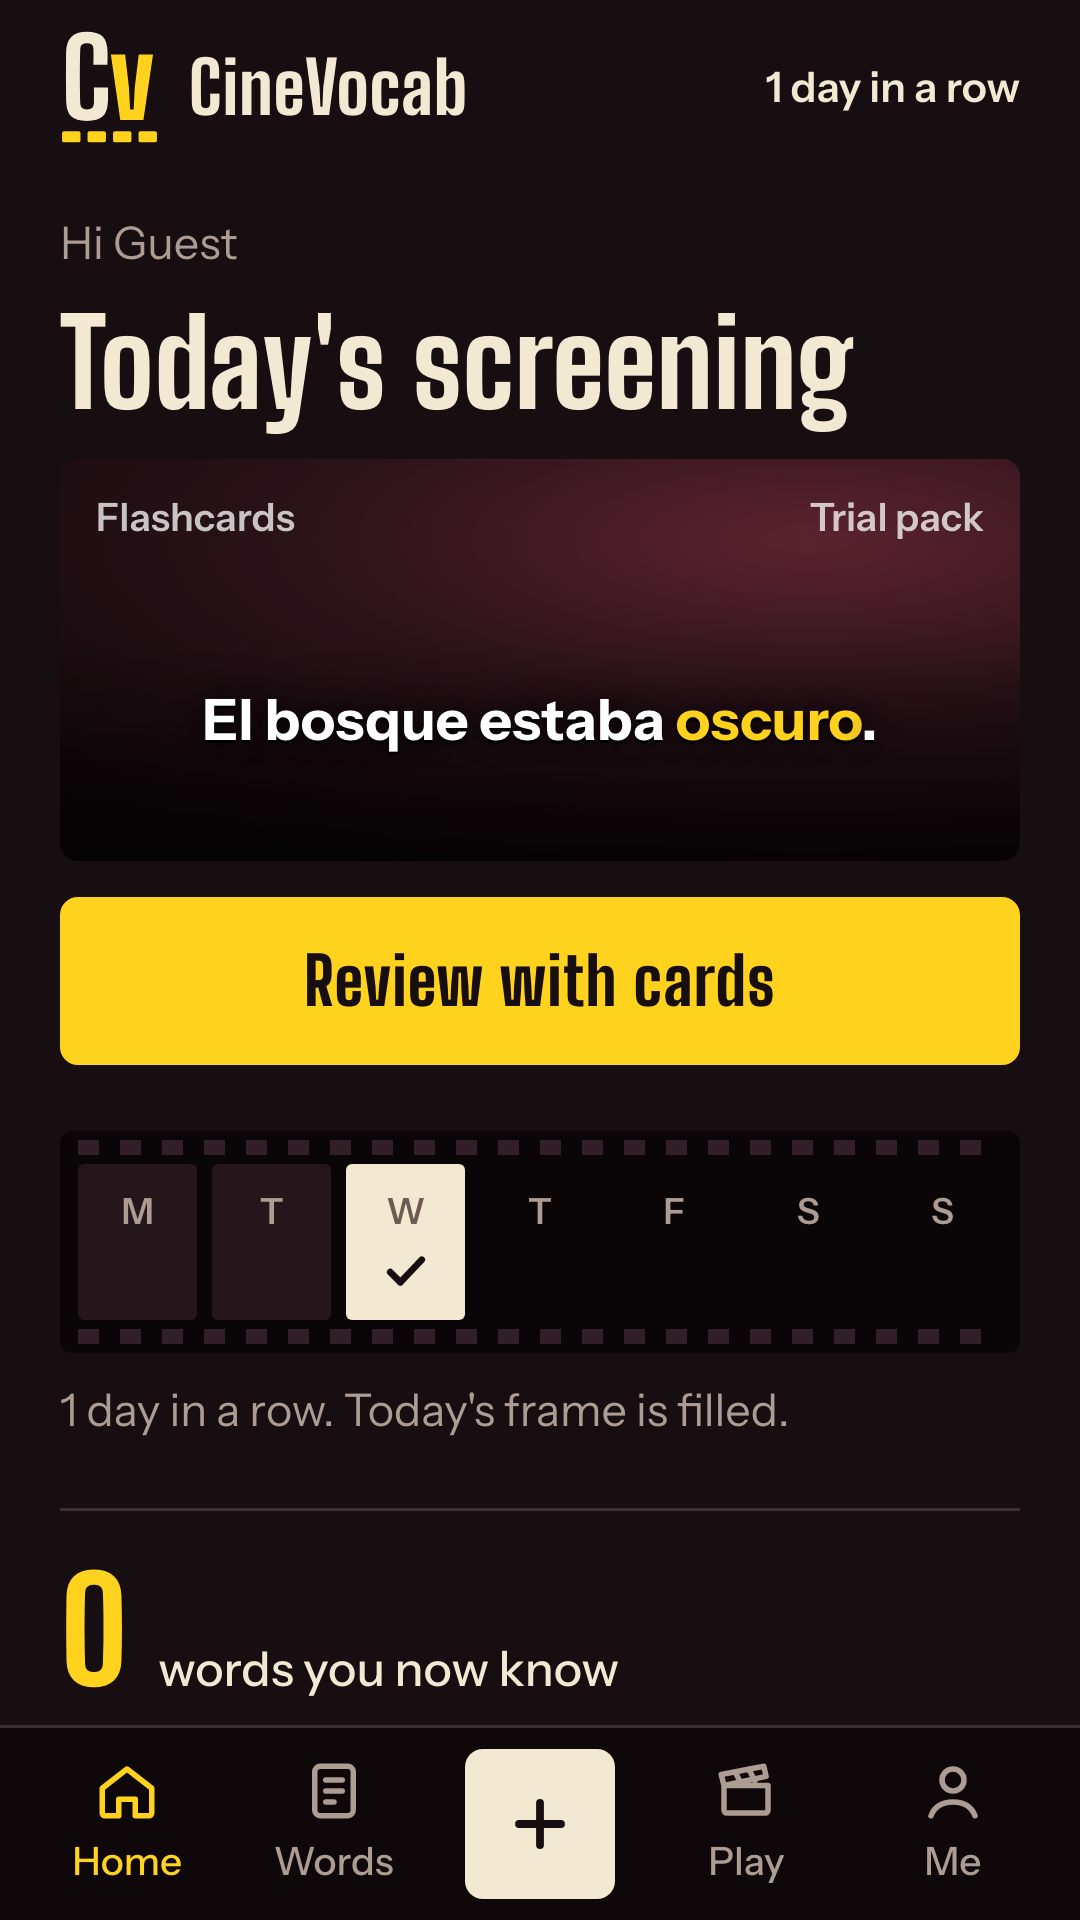 Cv CineVocab
1 day in a row
Hi Guest
Today's screening
Flashcards
Trial pack
El bosque estaba oscuro.
Review with cards
M T W T F S S
1 day in a row. Today's frame is filled.
0 words you now know
Home
Words
Play
Me